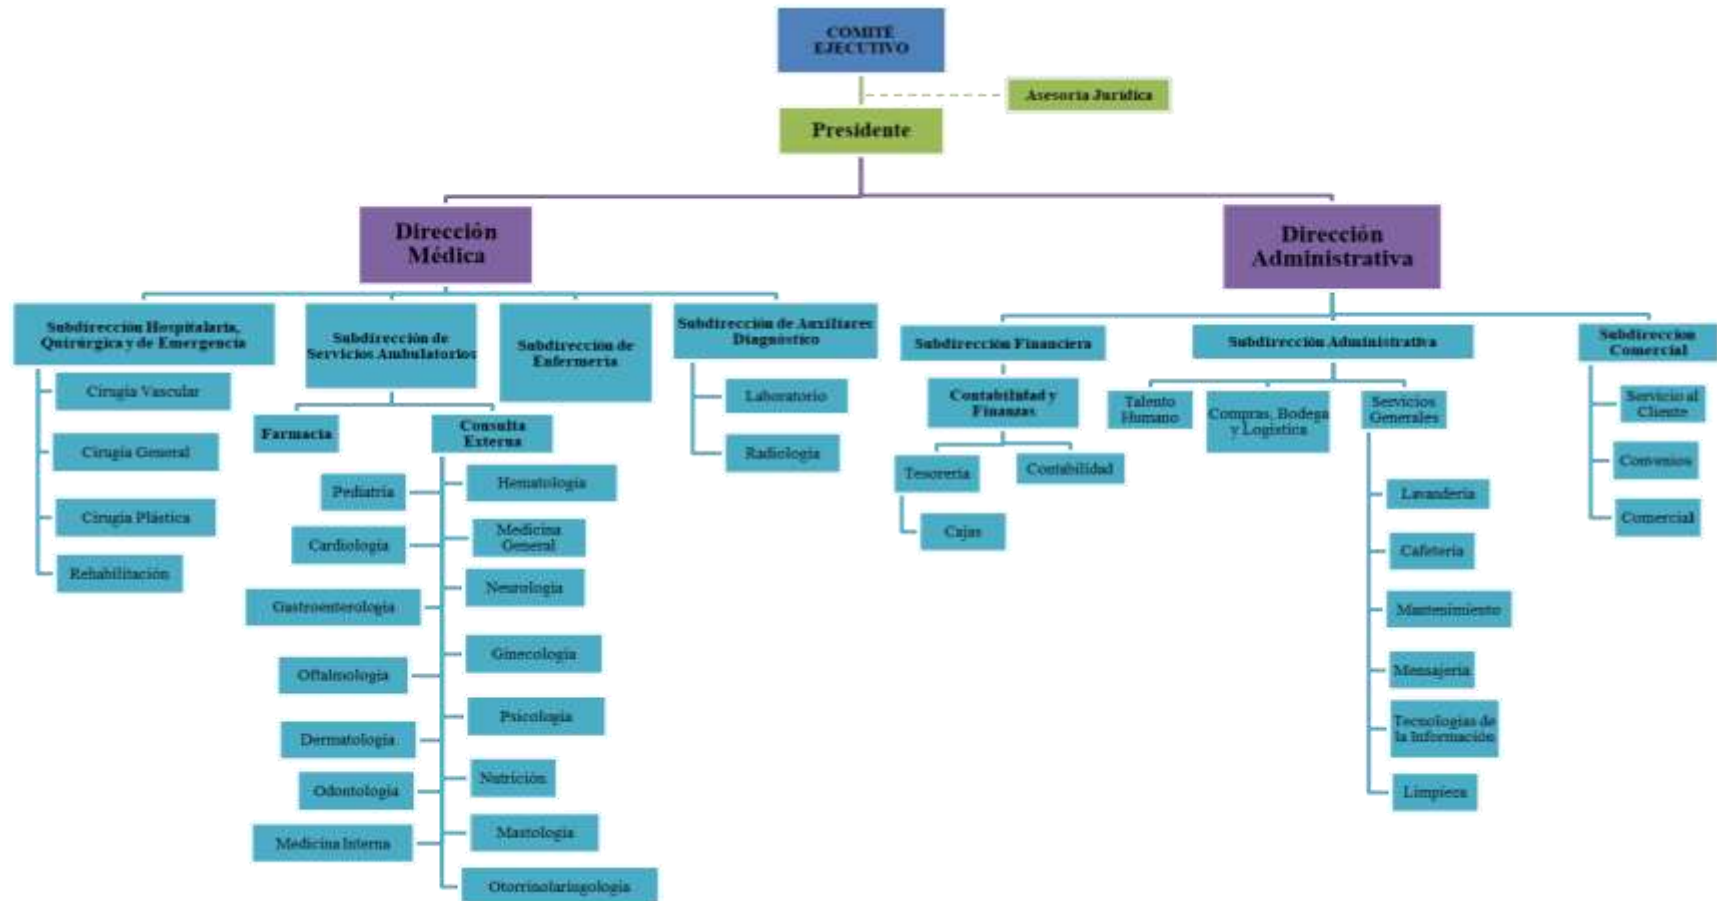 COMITÉ
EJECUTIVO
Asesoría Jurídica
Presidente
Dirección
Médica
Dirección
Administrativa
Subdirección Hospitalaria,
Quirúrgica y de Emergencia
Subdirección de
Servicios Ambulatorios
Subdirección de
Enfermería
Subdirección de Auxiliares
Diagnóstico
Subdirección Financiera
Subdirección Administrativa
Subdirección
Comercial
Cirugía Vascular
Cirugía General
Cirugía Plástica
Rehabilitación
Farmacia
Consulta
Externa
Pediatría
Hematología
Cardiología
Medicina
General
Gastroenterología
Neurología
Oftalmología
Ginecología
Dermatología
Psicología
Odontología
Nutrición
Medicina Interna
Mastología
Otorrinolaringología
Laboratorio
Radiología
Contabilidad y
Finanzas
Tesorería
Contabilidad
Cajas
Talento
Humano
Compras, Bodega
y Logística
Servicios
Generales
Lavandería
Cafetería
Mantenimiento
Mensajería
Tecnologías de
la Información
Limpieza
Servicio al
Cliente
Convenios
Comercial